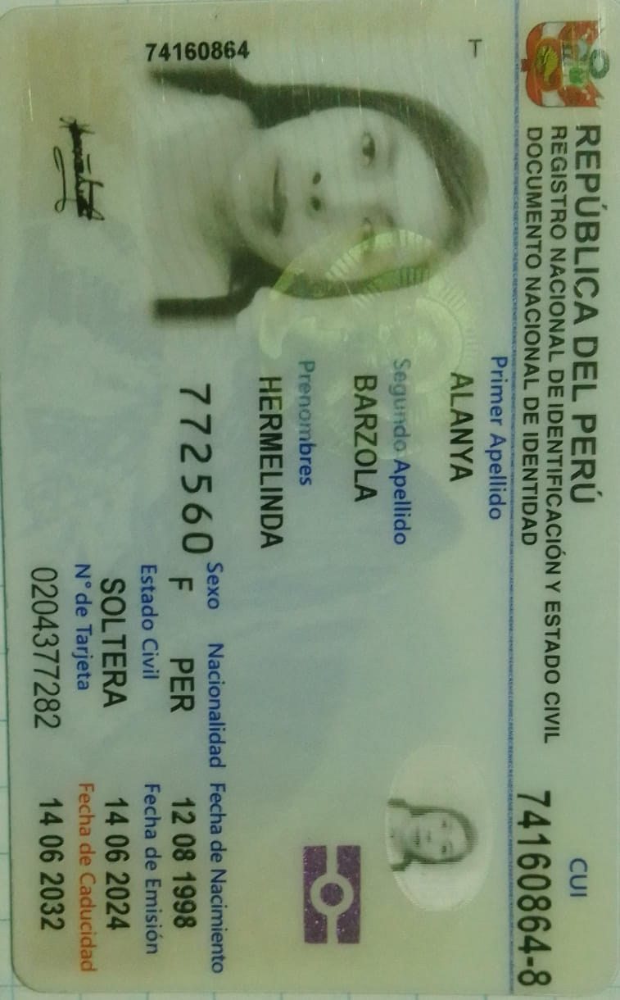 REPÚBLICA DEL PERÚ
REGISTRO NACIONAL DE IDENTIFICACIÓN Y ESTADO CIVIL
DOCUMENTO NACIONAL DE IDENTIDAD
CUI
74160864-8
Primer Apellido
ALANYA
Segundo Apellido
BARZOLA
Prenombres
HERMELINDA
772560
74160864
Sexo Nacionalidad Fecha de Nacimiento
F PER 12 08 1998
Estado Civil Fecha de Emisión
SOLTERA 14 06 2024
N° de Tarjeta Fecha de Caducidad
0204377282 14 06 2032